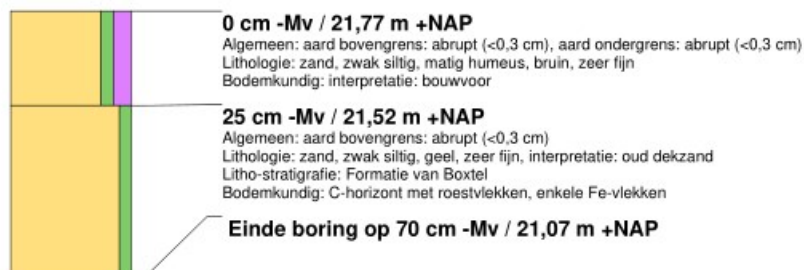 0 cm -Mv / 21,77 m +NAP
Algemeen: aard bovengrens: abrupt (<0,3 cm), aard ondergrens: abrupt (<0,3 cm)
Lithologie: zand, zwak siltig, matig humeus, bruin, zeer fijn
Bodemkundig: interpretatie: bouwvoor
25 cm -Mv / 21,52 m +NAP
Algemeen: aard bovengrens: abrupt (<0,3 cm)
Lithologie: zand, zwak siltig, geel, zeer fijn, interpretatie: oud dekzand
Litho-stratigrafie: Formatie van Boxtel
Bodemkundig: C-horizont met roestvlekken, enkele Fe-vlekken
Einde boring op 70 cm -Mv / 21,07 m +NAP